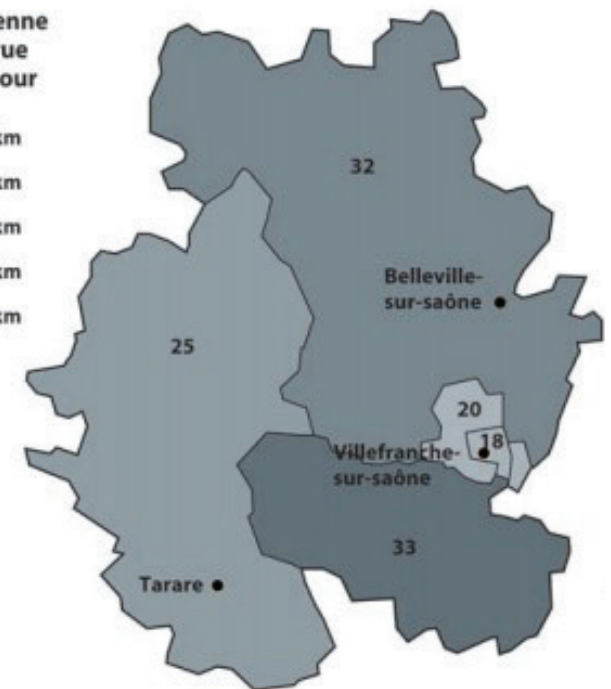 enne
rue
our
km
km
km
km
km
32
Belleville-
sur-saône
25
20
18
Villefranche-
sur-saône
33
Tarare